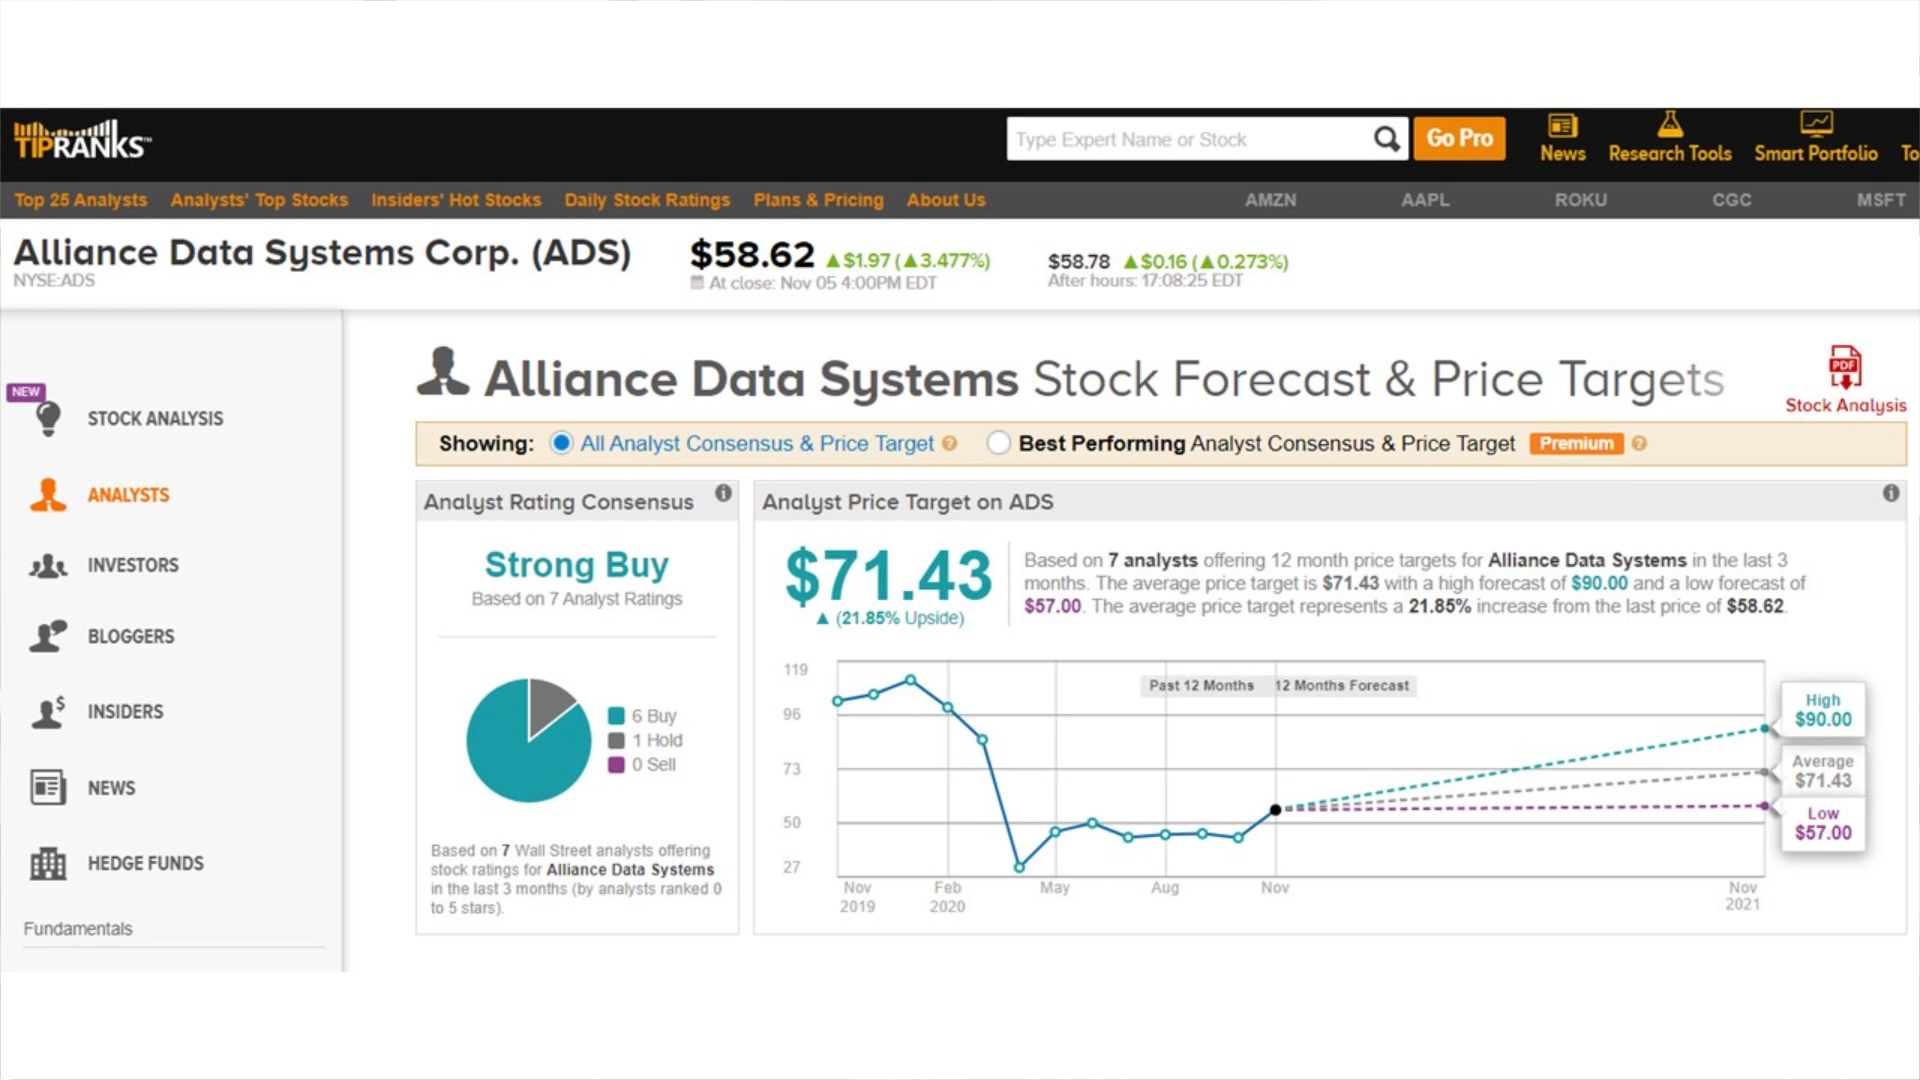 TIPRANKS™
Type Expert Name or Stock
Go Pro
News
Research Tools
Smart Portfolio
To
Top 25 Analysts
Analysts' Top Stocks
Insiders' Hot Stocks
Daily Stock Ratings
Plans & Pricing
About Us
AMZN
AAPL
ROKU
CGC
MSFT
Alliance Data Systems Corp. (ADS)
NYSE:ADS
$58.62 ▲$1.97 (▲3.477%)
At close: Nov 05 4:00PM EDT
$58.78 ▲$0.16 (▲0.273%)
After hours: 17:08:25 EDT
NEW
STOCK ANALYSIS
ANALYSTS
INVESTORS
BLOGGERS
INSIDERS
NEWS
HEDGE FUNDS
Fundamentals
Alliance Data Systems Stock Forecast & Price Targets
PDF
Stock Analysis
Showing: All Analyst Consensus & Price Target ? Best Performing Analyst Consensus & Price Target Premium ?
Analyst Rating Consensus
Strong Buy
Based on 7 Analyst Ratings
6 Buy
1 Hold
0 Sell
Based on 7 Wall Street analysts offering
stock ratings for Alliance Data Systems
in the last 3 months (by analysts ranked 0
to 5 stars).
Analyst Price Target on ADS
$71.43
▲ (21.85% Upside)
Based on 7 analysts offering 12 month price targets for Alliance Data Systems in the last 3
months. The average price target is $71.43 with a high forecast of $90.00 and a low forecast of
$57.00. The average price target represents a 21.85% increase from the last price of $58.62.
119
96
73
50
27
Past 12 Months
12 Months Forecast
High
$90.00
Average
$71.43
Low
$57.00
Nov
2019
Feb
2020
May
Aug
Nov
Nov
2021